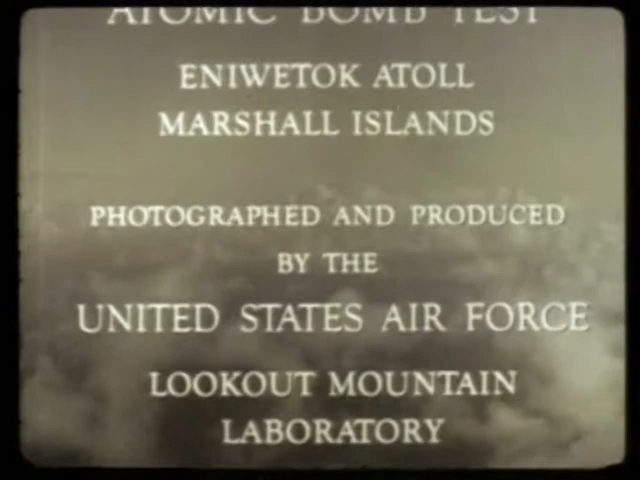 ATOMIC BOMB TEST
ENIWETOK ATOLL
MARSHALL ISLANDS
PHOTOGRAPHED AND PRODUCED
BY THE
UNITED STATES AIR FORCE
LOOKOUT MOUNTAIN
LABORATORY